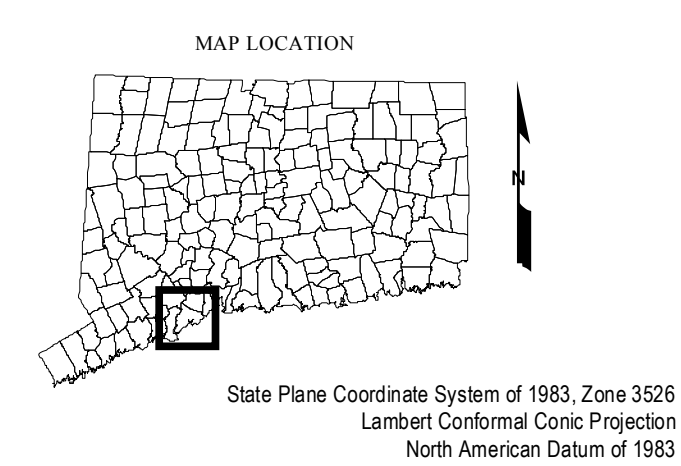 MAP LOCATION
N
State Plane Coordinate System of 1983, Zone 3526
Lambert Conformal Conic Projection
North American Datum of 1983